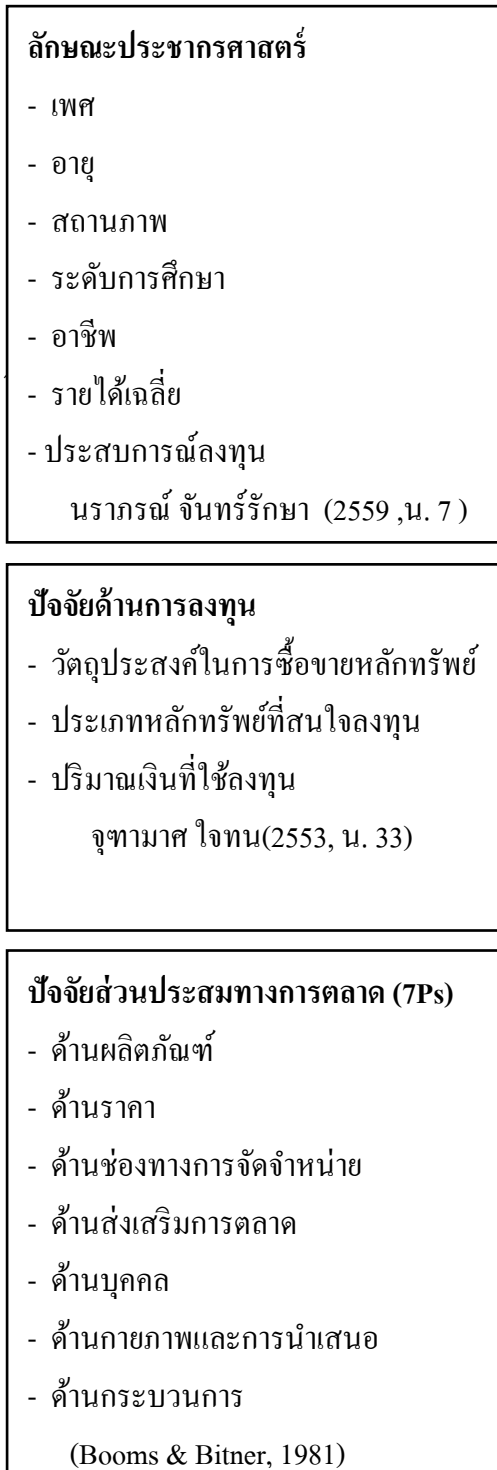 ลักษณะประชากรศาสตร์
- เพศ
- อายุ
- สถานภาพ
- ระดับการศึกษา
- อาชีพ
- รายได้เฉลี่ย
- ประสบการณ์ลงทุน
นราภรณ์ จันทร์รักษา (2559 ,น. 7 )
ปัจจัยด้านการลงทุน
- วัตถุประสงค์ในการซื้อขายหลักทรัพย์
- ประเภทหลักทรัพย์ที่สนใจลงทุน
- ปริมาณเงินที่ใช้ลงทุน
จุฑามาศ ใจทน(2553, น. 33)
ปัจจัยส่วนประสมทางการตลาด (7Ps)
- ด้านผลิตภัณฑ์
- ด้านราคา
- ด้านช่องทางการจัดจำหน่าย
- ด้านส่งเสริมการตลาด
- ด้านบุคคล
- ด้านกายภาพและการนำเสนอ
- ด้านกระบวนการ
(Booms & Bitner, 1981)